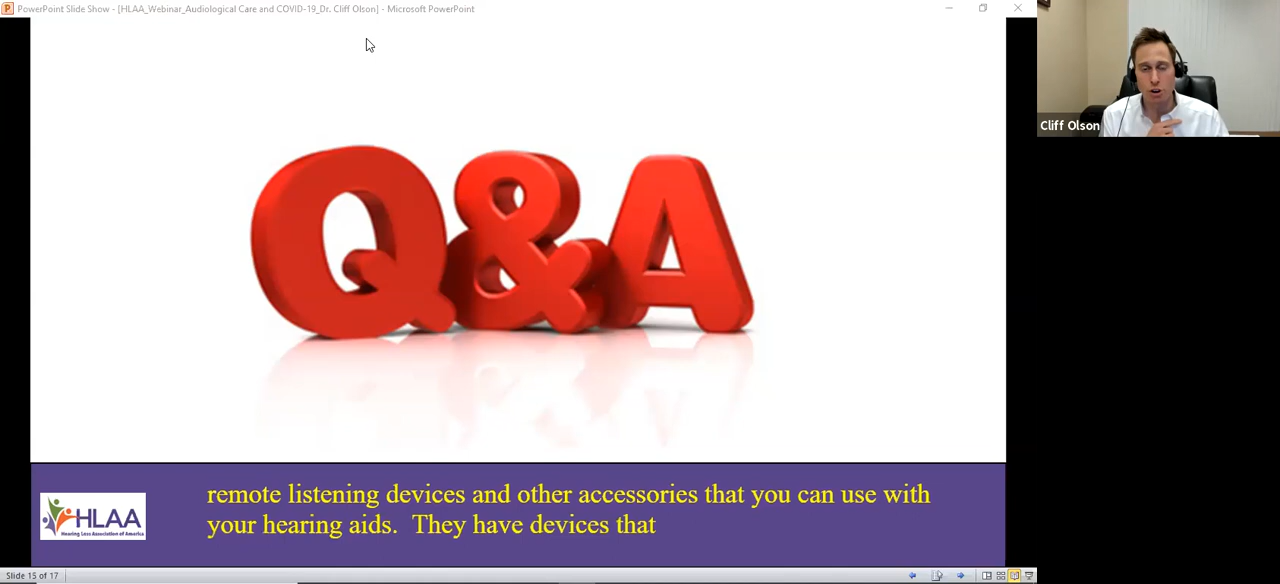 PowerPoint Slide Show - [HLAA_Webinar_Audiological Care and COVID-19_Dr. Cliff Olson] - Microsoft PowerPoint
Cliff Olson
Q&A
remote listening devices and other accessories that you can use with
your hearing aids.  They have devices that
HLAA
Hearing Loss Association of America
Slide 15 of 17